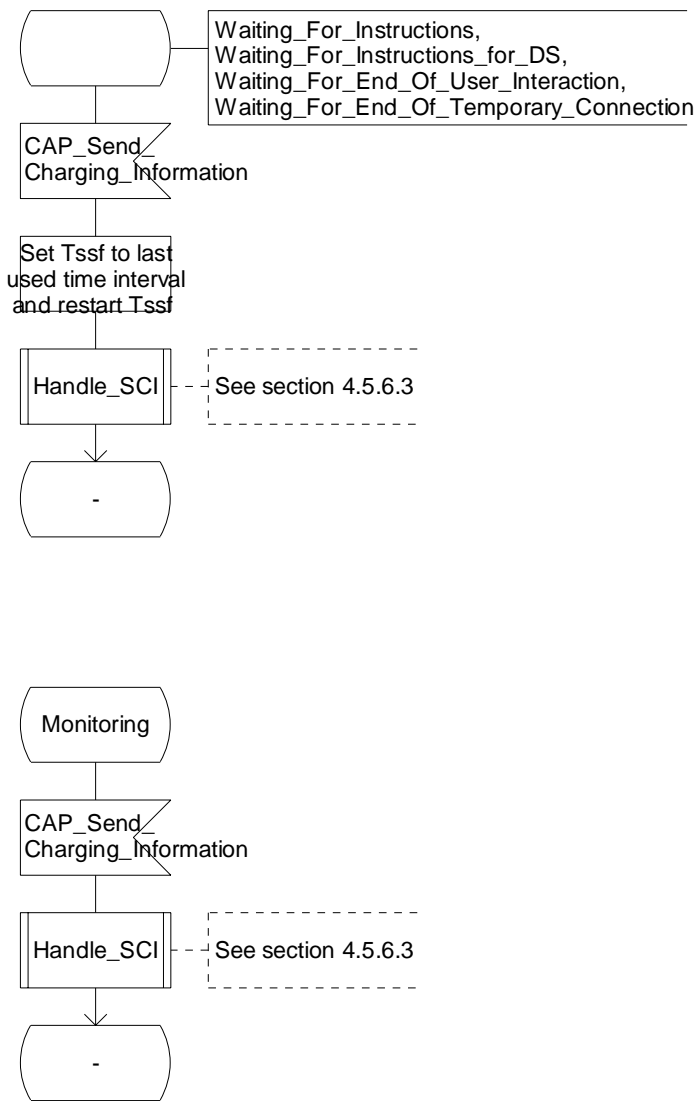 Waiting_For_Instructions,
Waiting_For_Instructions_for_DS,
Waiting_For_End_Of_User_Interaction,
Waiting_For_End_Of_Temporary_Connection
CAP_Send_
Charging_Information
Set Tssf to last
used time interval
and restart Tssf
Handle_SCI
See section 4.5.6.3
-
Monitoring
CAP_Send_
Charging_Information
Handle_SCI
See section 4.5.6.3
-